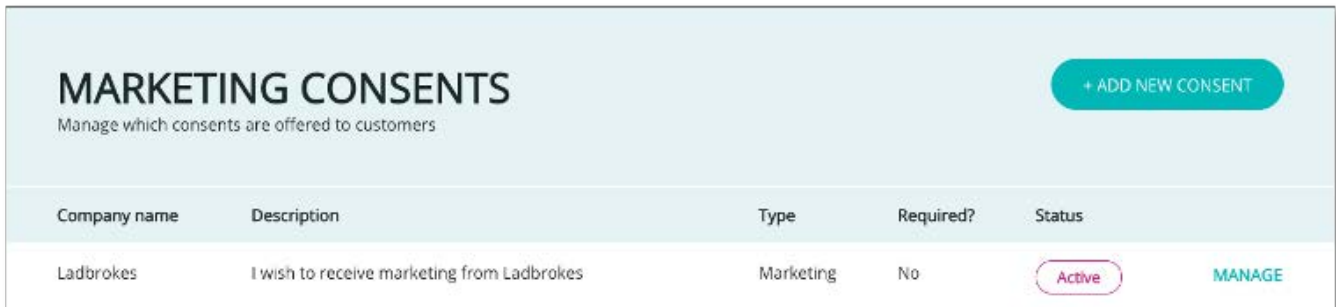 MARKETING CONSENTS
+ ADD NEW CONSENT
Manage which consents are offered to customers
Company name Description Type Required? Status
Ladbrokes I wish to receive marketing from Ladbrokes Marketing No Active MANAGE